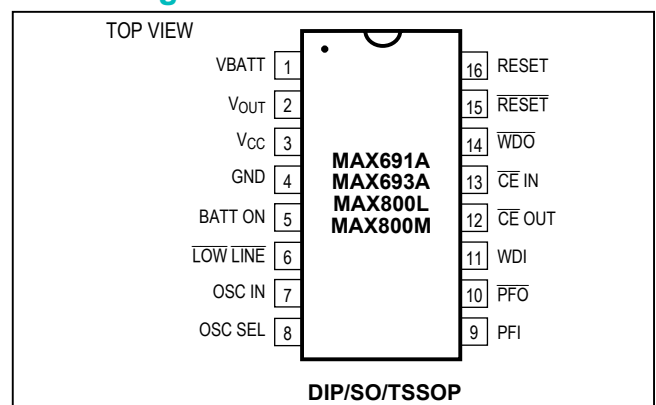 TOP VIEW
VBATT 1
VOUT 2
VCC 3
GND 4
BATT ON 5
LOW LINE 6
OSC IN 7
OSC SEL 8
MAX691A
MAX693A
MAX800L
MAX800M
16 RESET
15 RESET
14 WDO
13 CE IN
12 CE OUT
11 WDI
10 PFO
9 PFI
DIP/SO/TSSOP